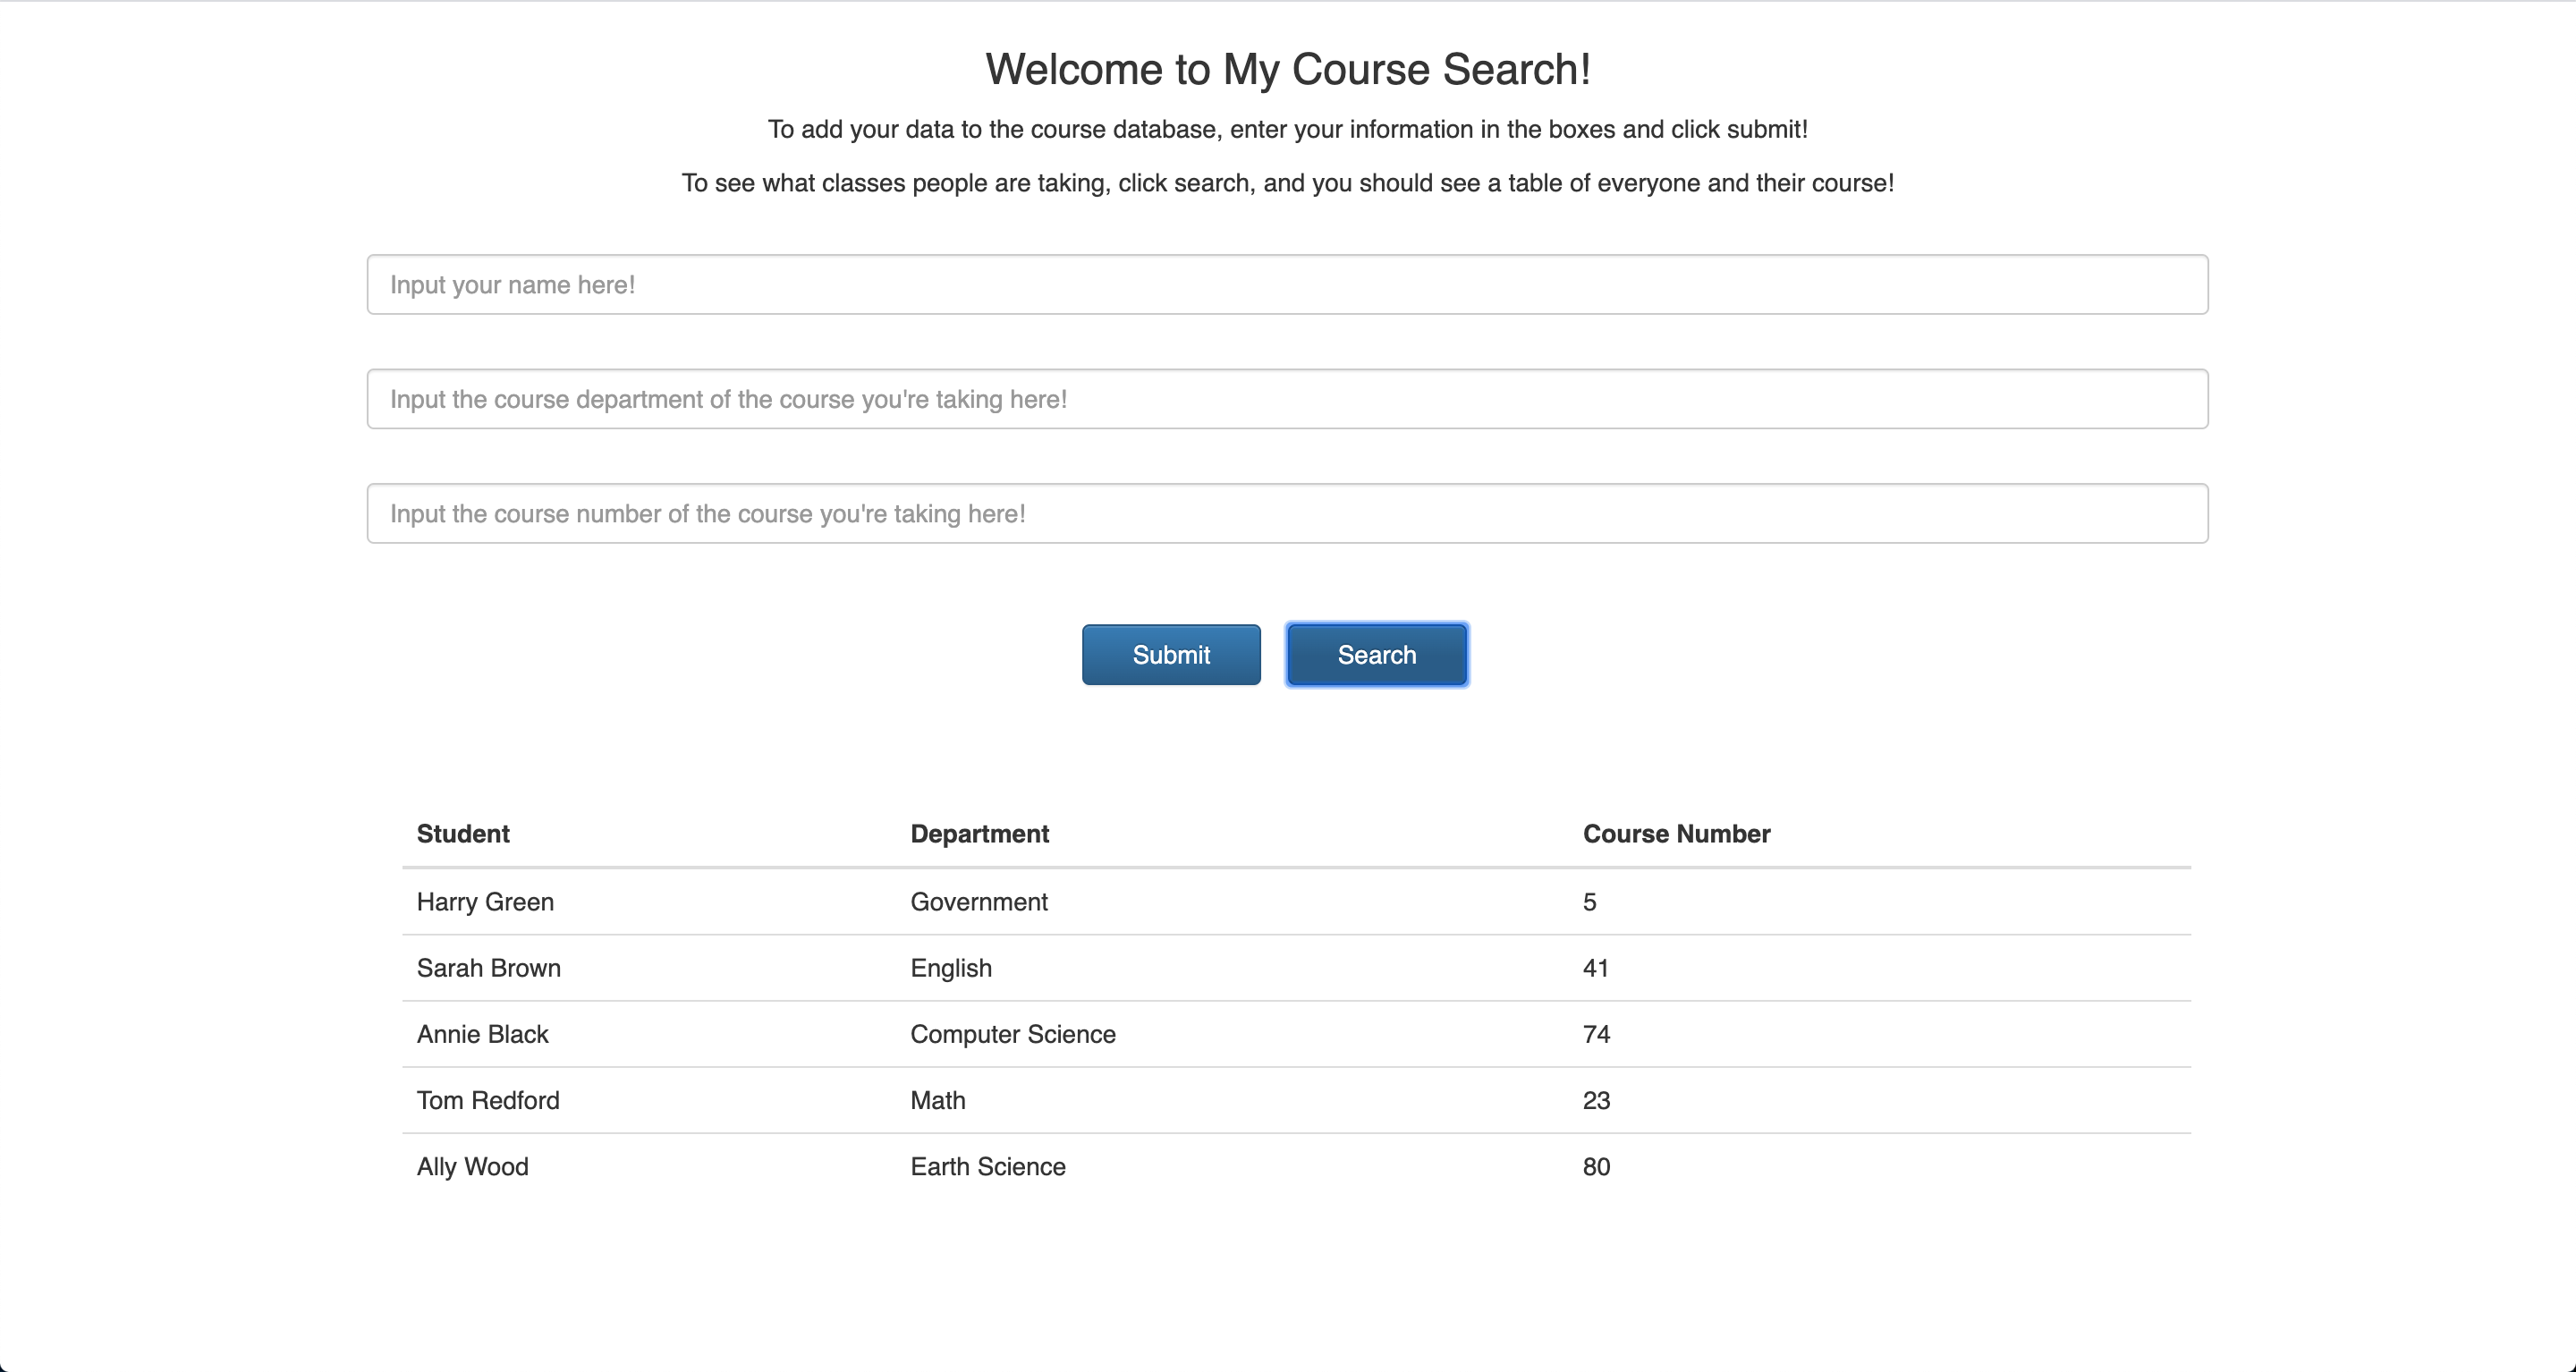 Welcome to My Course Search!
To add your data to the course database, enter your information in the boxes and click submit!
To see what classes people are taking, click search, and you should see a table of everyone and their course!
Input your name here!
Input the course department of the course you're taking here!
Input the course number of the course you're taking here!
Submit Search
Student Department Course Number
Harry Green Government 5
Sarah Brown English 41
Annie Black Computer Science 74
Tom Redford Math 23
Ally Wood Earth Science 80